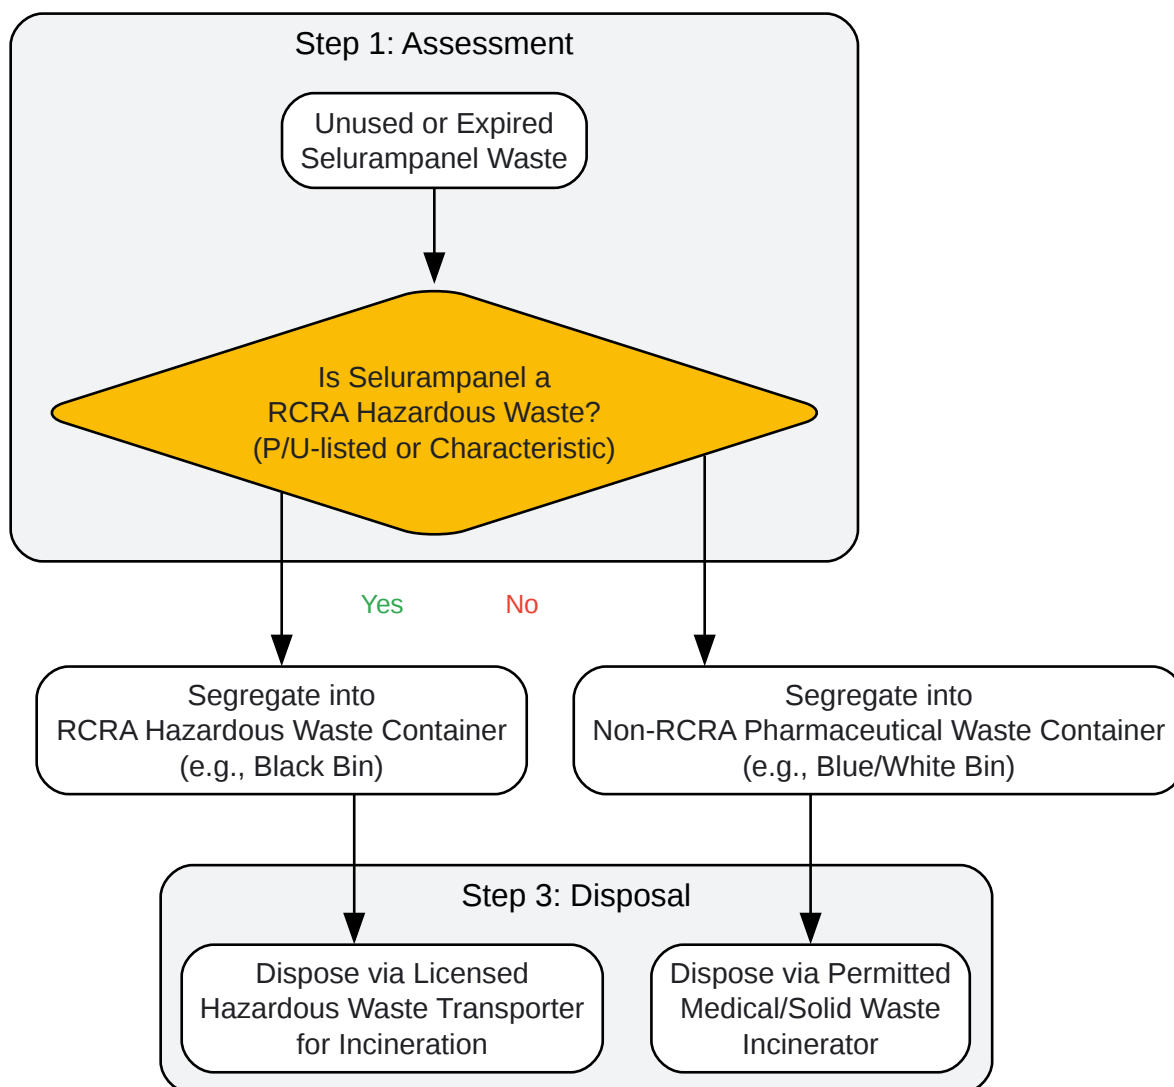 Step 1: Assessment
Unused or Expired
Selurampanel Waste
Is Selurampanel a
RCRA Hazardous Waste?
(P/U-listed or Characteristic)
Yes
No
Segregate into
RCRA Hazardous Waste Container
(e.g., Black Bin)
Segregate into
Non-RCRA Pharmaceutical Waste Container
(e.g., Blue/White Bin)
Step 3: Disposal
Dispose via Licensed
Hazardous Waste Transporter
for Incineration
Dispose via Permitted
Medical/Solid Waste
Incinerator